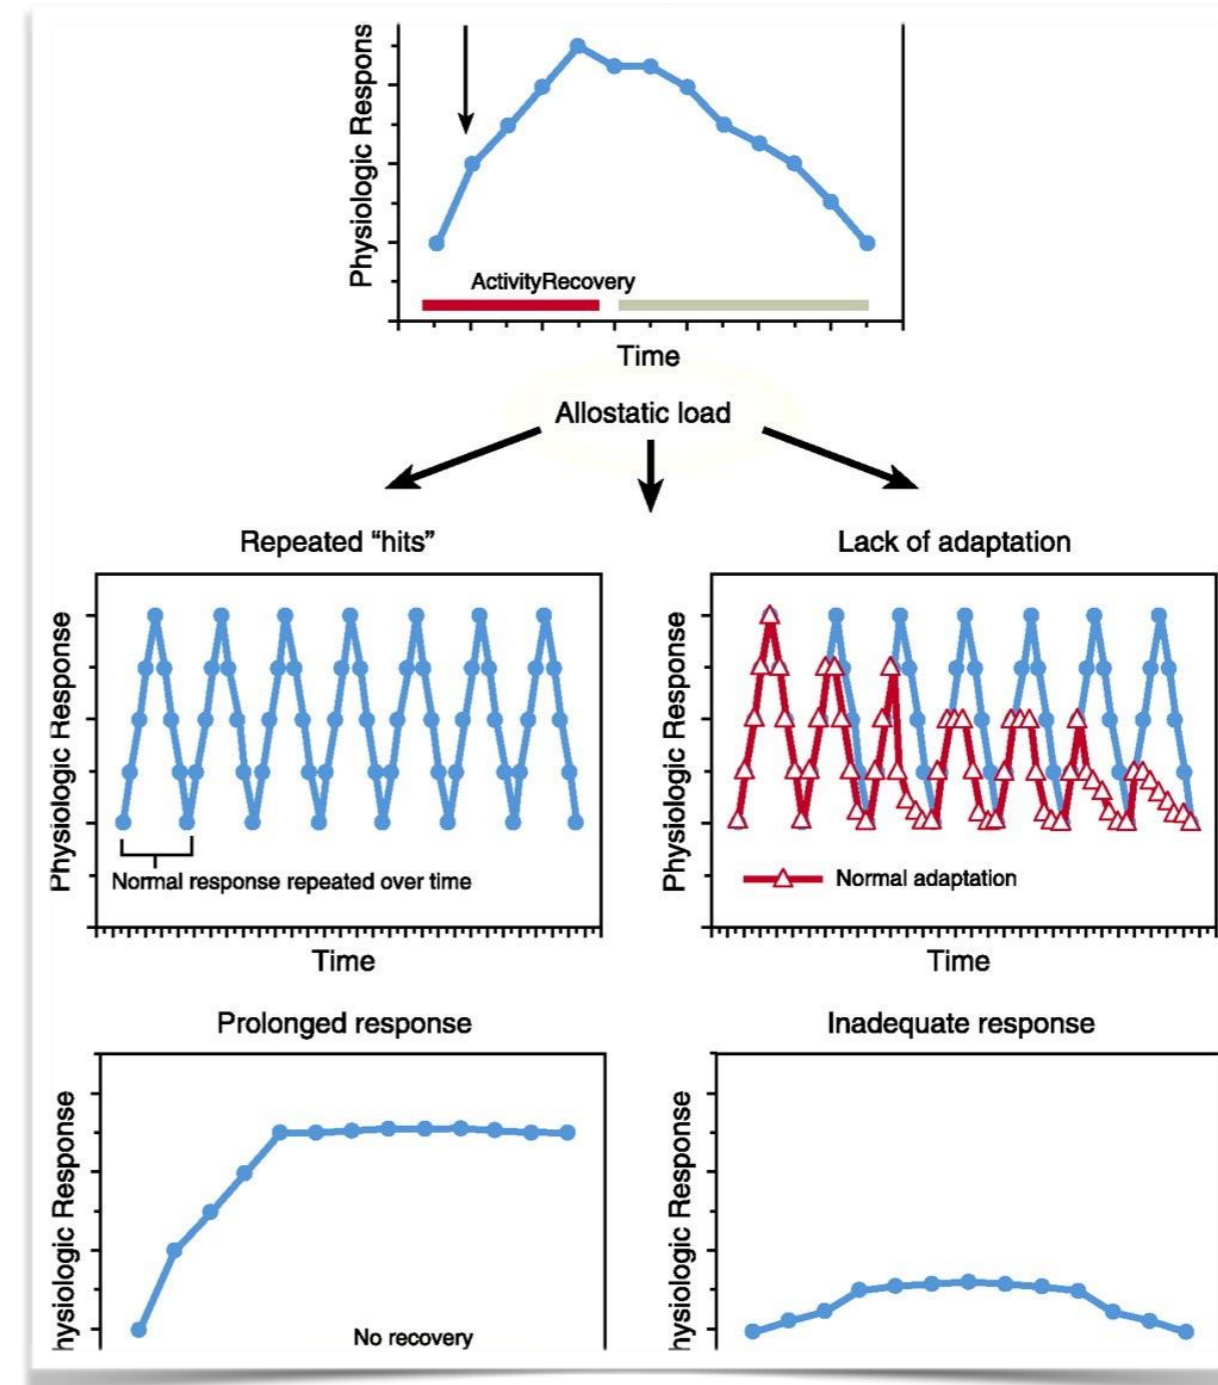 Physiologic Respons
ActivityRecovery
Time
Allostatic load
Repeated “hits”
Physiologic Response
Normal response repeated over time
Time
Lack of adaptation
Physiologic Response
Normal adaptation
Time
Prolonged response
hysiologic Response
No recovery
Inadequate response
hysiologic Response